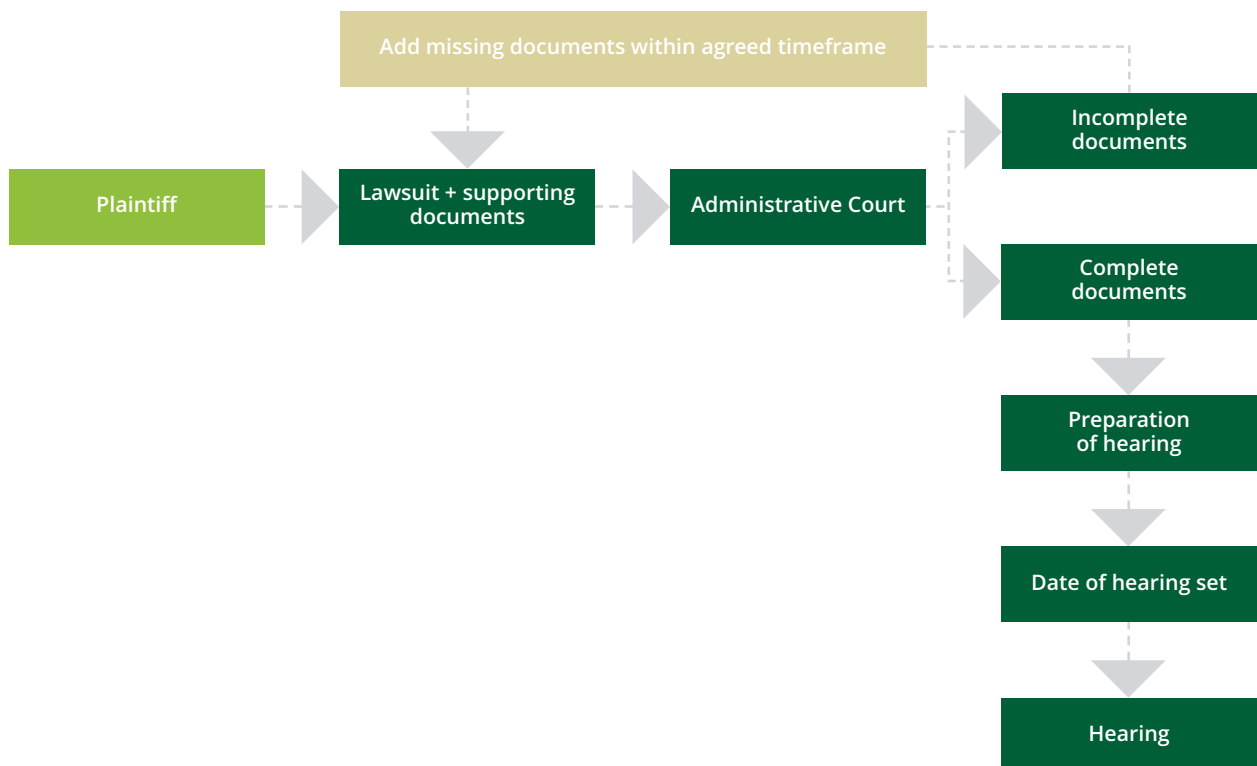 Add missing documents within agreed timeframe
Incomplete
documents
Plaintiff
Lawsuit + supporting
documents
Administrative Court
Complete
documents
Preparation
of hearing
Date of hearing set
Hearing